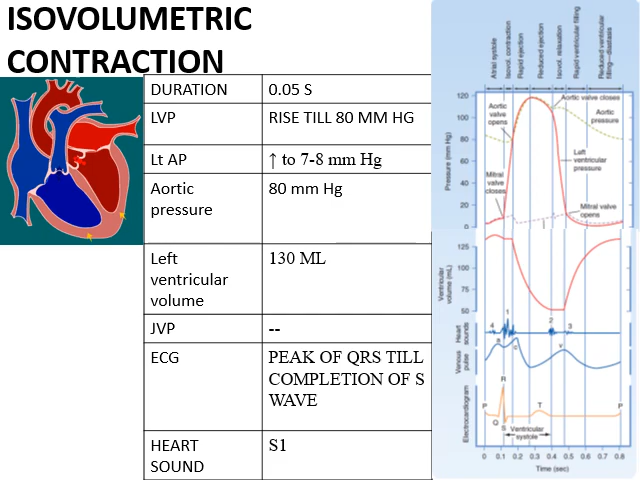 ISOVOLUMETRIC
CONTRACTION
DURATION 0.05 S
LVP RISE TILL 80 MM HG
Lt AP ↑ to 7-8 mm Hg
Aortic 80 mm Hg
pressure
Left 130 ML
ventricular
volume
JVP --
ECG PEAK OF QRS TILL
COMPLETION OF S
WAVE
HEART S1
SOUND
Atrial systole
Isovol. contraction
Rapid ejection
Reduced ejection
Isovol. relaxation
Rapid ventricular filling
Reduced ventricular
filling—diastasis
Pressure (mm Hg)
120
100
80
60
40
20
0
Aortic
valve
opens
Aortic valve closes
Aortic
pressure
Left
ventricular
pressure
Mitral
valve
closes
Mitral valve
opens
Ventricular
volume (mL)
125
100
75
50
Heart
sounds
4 1 2 3
Venous
pulse
a c v
Electrocardiogram
P Q R S T P
Ventricular
systole
0 0.1 0.2 0.3 0.4 0.5 0.6 0.8
Time (sec)